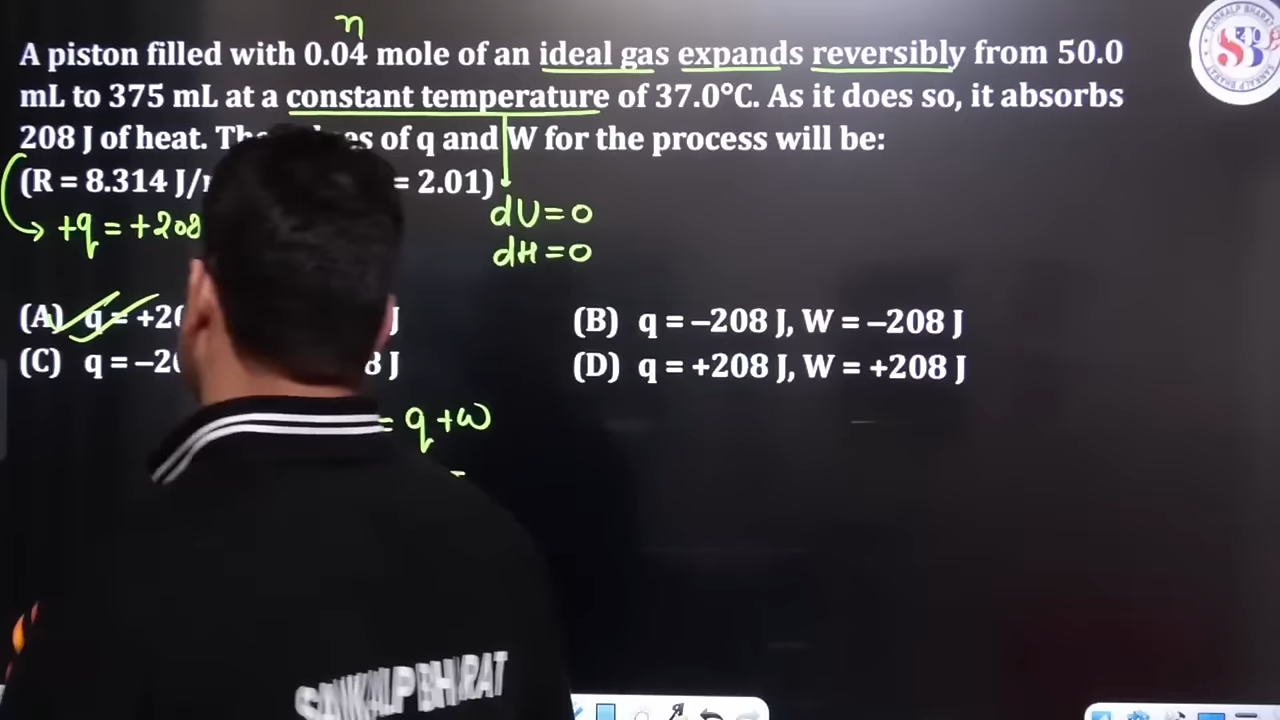 η
A piston filled with 0.04 mole of an ideal gas expands reversibly from 50.0
mL to 375 mL at a constant temperature of 37.0°C. As it does so, it absorbs
208 J of heat. of q and W for the process will be:
(R = 8.314 J/ = 2.01)
+q = +208
dU = 0
dH = 0
(A) q = +20 J
(B) q = –208 J, W = –208 J
(C) q = –20 8 J
(D) q = +208 J, W = +208 J
= q + w
SANKALP BHARAT